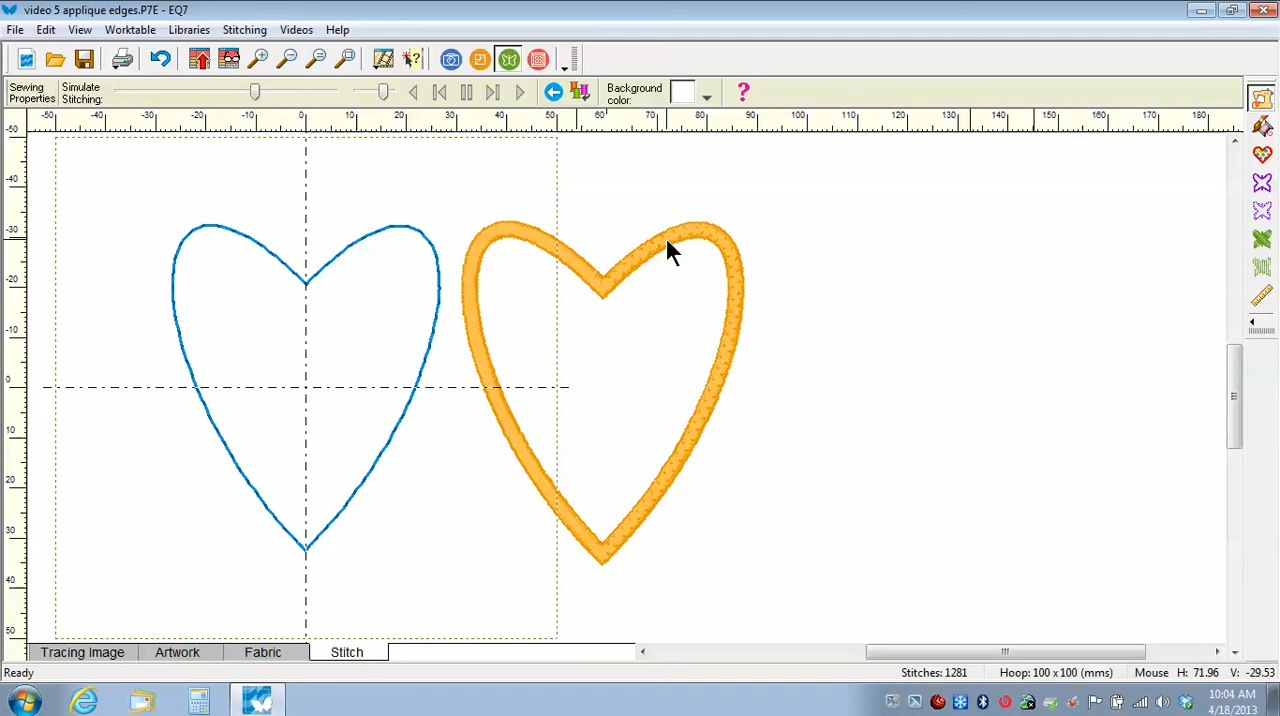 video 5 applique edges.P7E - EQ7
File Edit View Worktable Libraries Stitching Videos Help
Sewing Properties Simulate Stitching: Background color:
-50 -40 -30 -20 -10 0 10 20 30 40 50 60 70 80 90 100 110 120 130 140 150 160 170 180
-50
-40
-30
-20
-10
0
10
20
30
40
50
Tracing Image Artwork Fabric Stitch
Ready Stitches: 1281 Hoop: 100 x 100 (mms) Mouse H: 71.96 V: -29.53
10:04 AM
4/18/2013